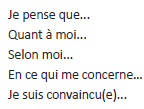 Je pense que...
Quant à moi...
Selon moi...
En ce qui me concerne...
Je suis convaincu(e)...